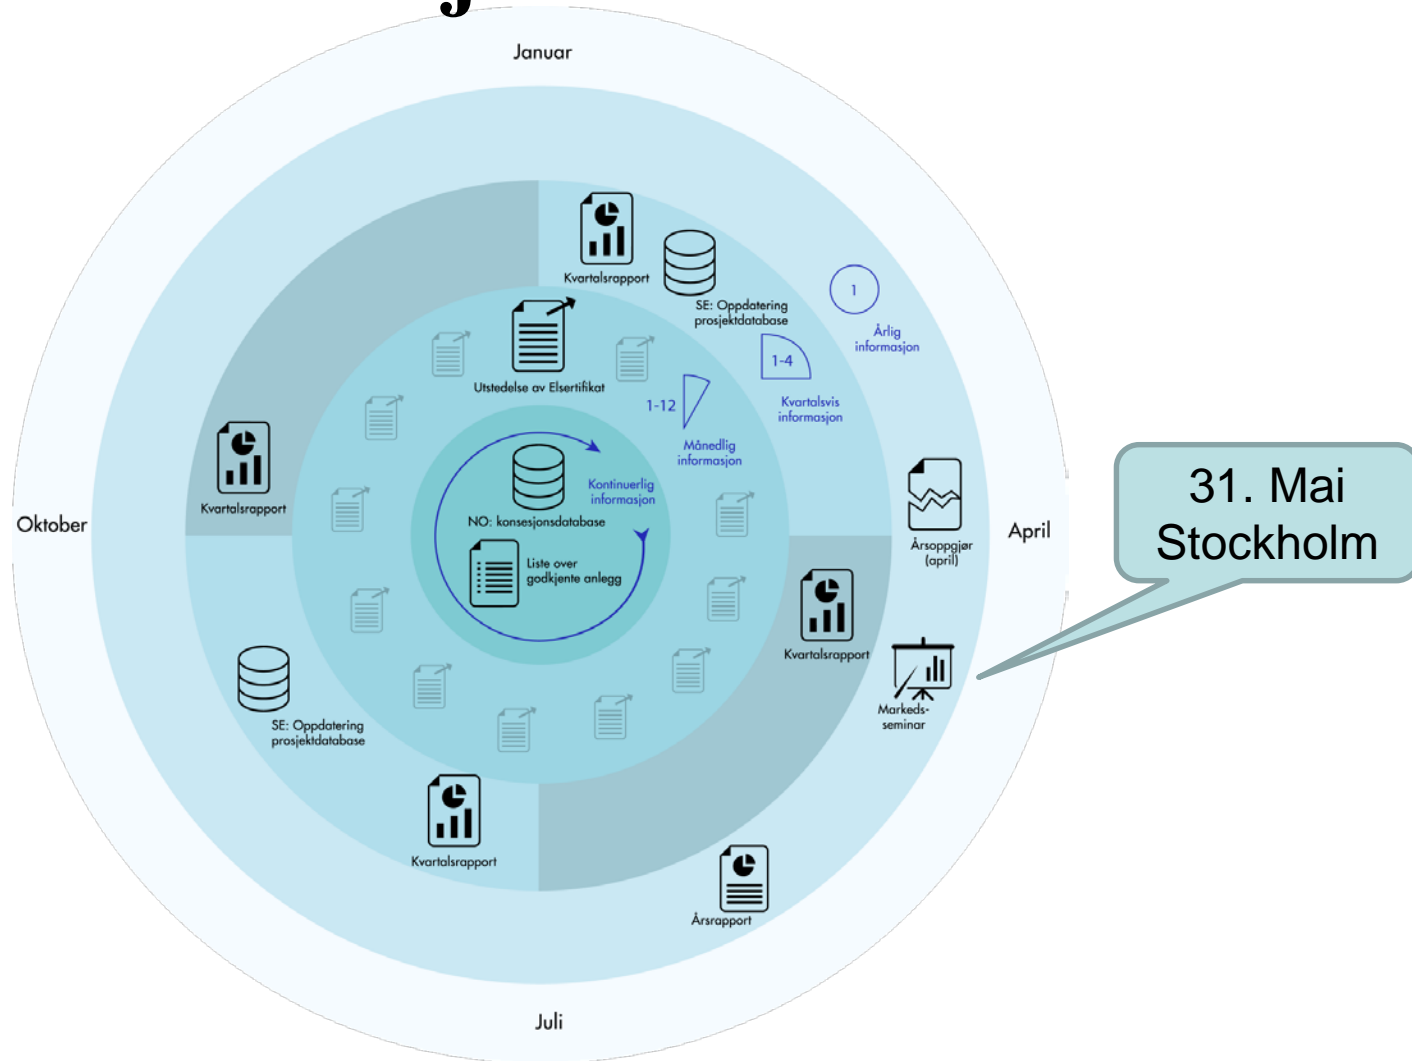 Januar
Kvartalsrapport
SE: Oppdatering
prosjektdatabase
1
Årlig
informasjon
1-4
Kvartalsvis
informasjon
Utstedelse av Elsertifikat
1-12
Månedlig
informasjon
Kontinuerlig
informasjon
NO: konsesjonsdatabase
Liste over
godkjente anlegg
Kvartalsrapport
Oktober
Årsoppgjør
(april)
April
31. Mai
Stockholm
Kvartalsrapport
Markeds-
seminar
SE: Oppdatering
prosjektdatabase
Kvartalsrapport
Årsrapport
Juli